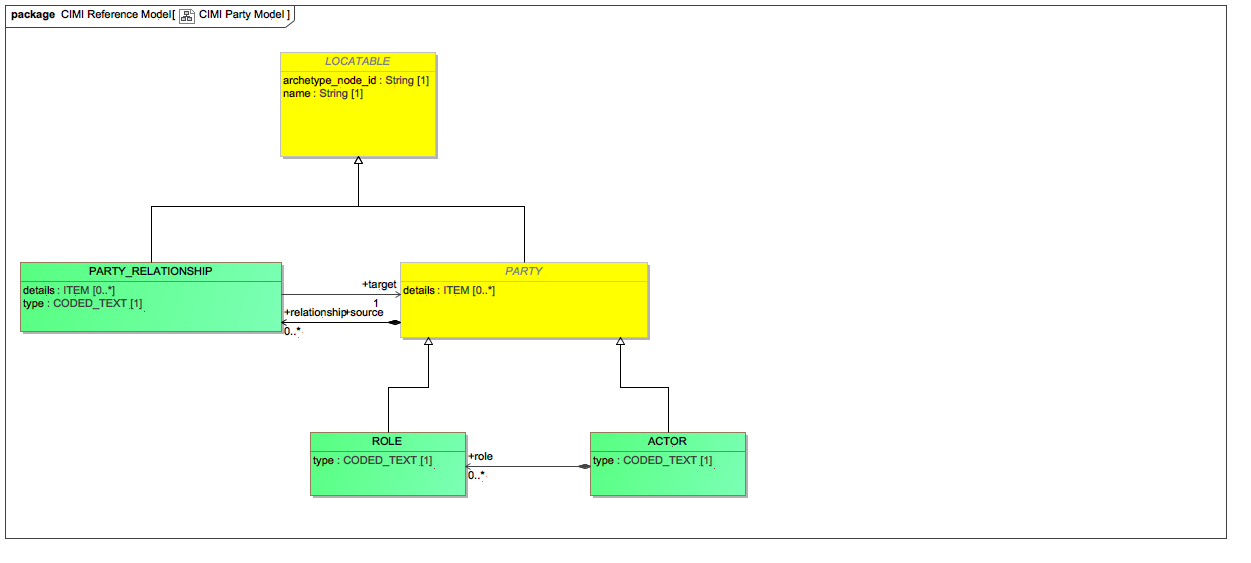 package CIMI Reference Model[ CIMI Party Model ]
LOCATABLE
archetype_node_id : String [1]
name : String [1]
PARTY_RELATIONSHIP
details : ITEM [0..*]
type : CODED_TEXT [1]
+target
1
+relationship+source
0..*
PARTY
details : ITEM [0..*]
ROLE
type : CODED_TEXT [1]
+role
0..*
ACTOR
type : CODED_TEXT [1]